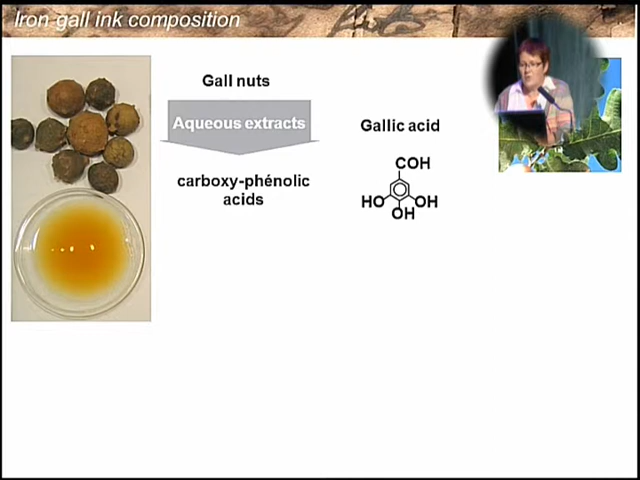 Iron gall ink composition
Gall nuts
Aqueous extracts
Gallic acid
carboxy-phénolic
acids
COH
HO
OH
OH